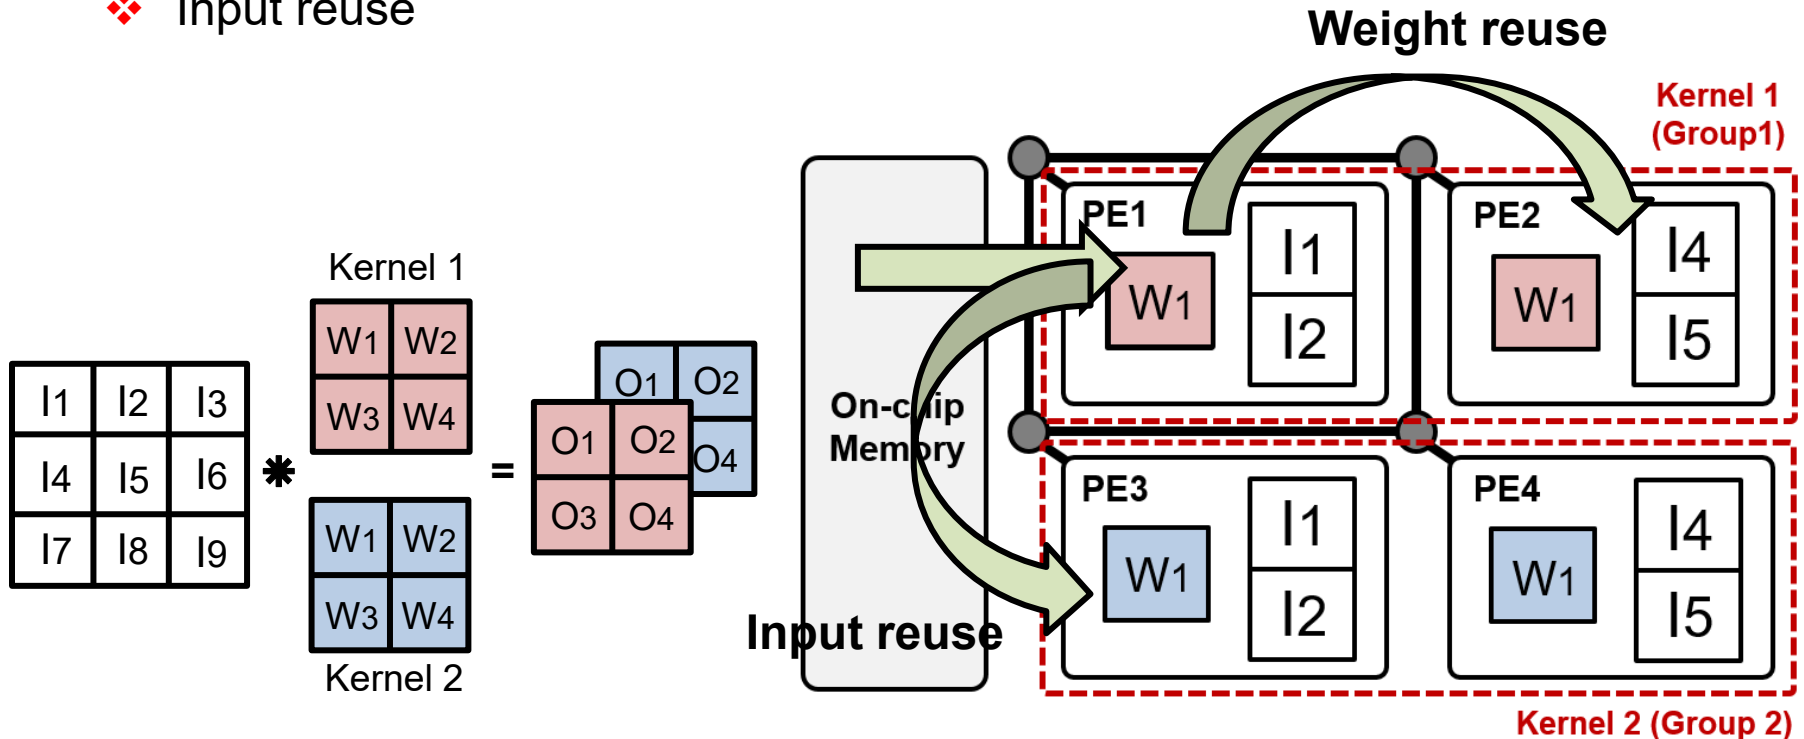 ❖ Input reuse
Weight reuse
Kernel 1
(Group1)
Kernel 1
W1 W2
W3 W4
I1 I2 I3
I4 I5 I6
I7 I8 I9
*
W1 W2
W3 W4
Kernel 2
=
O1 O2
O4
O1 O2
O3 O4
On-chip
Memory
Input reuse
PE1
W1
I1
I2
PE2
W1
I4
I5
PE3
W1
I1
I2
PE4
W1
I4
I5
Kernel 2 (Group 2)